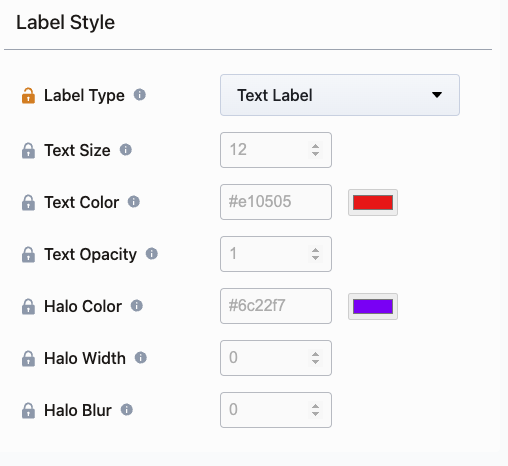 Label Style
Label Type Text Label
Text Size 12
Text Color #e10505
Text Opacity 1
Halo Color #6c22f7
Halo Width 0
Halo Blur 0